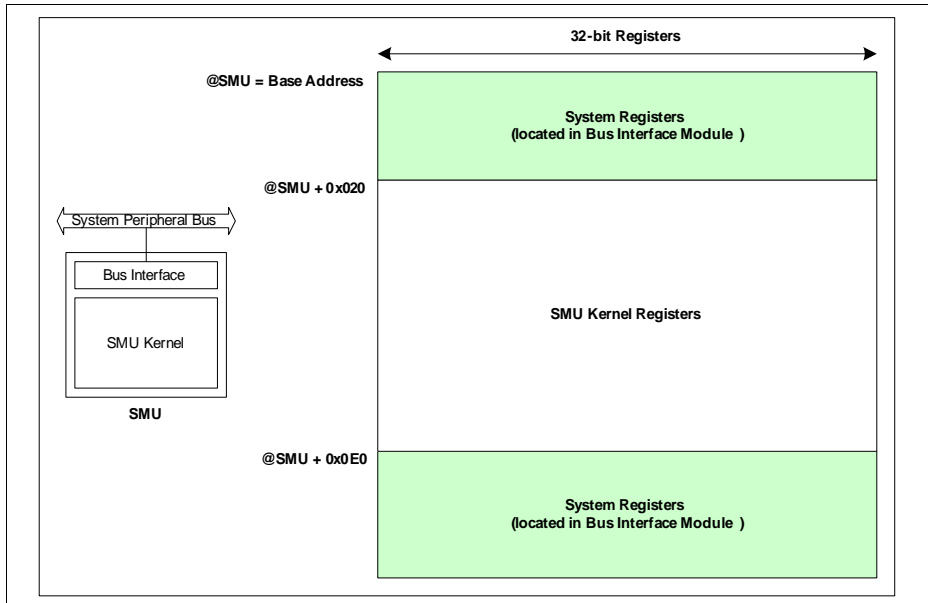 32-bit Registers
@SMU = Base Address
System Registers
(located in Bus Interface Module )
@SMU + 0x020
System Peripheral Bus
Bus Interface
SMU Kernel
SMU
SMU Kernel Registers
@SMU + 0x0E0
System Registers
(located in Bus Interface Module )